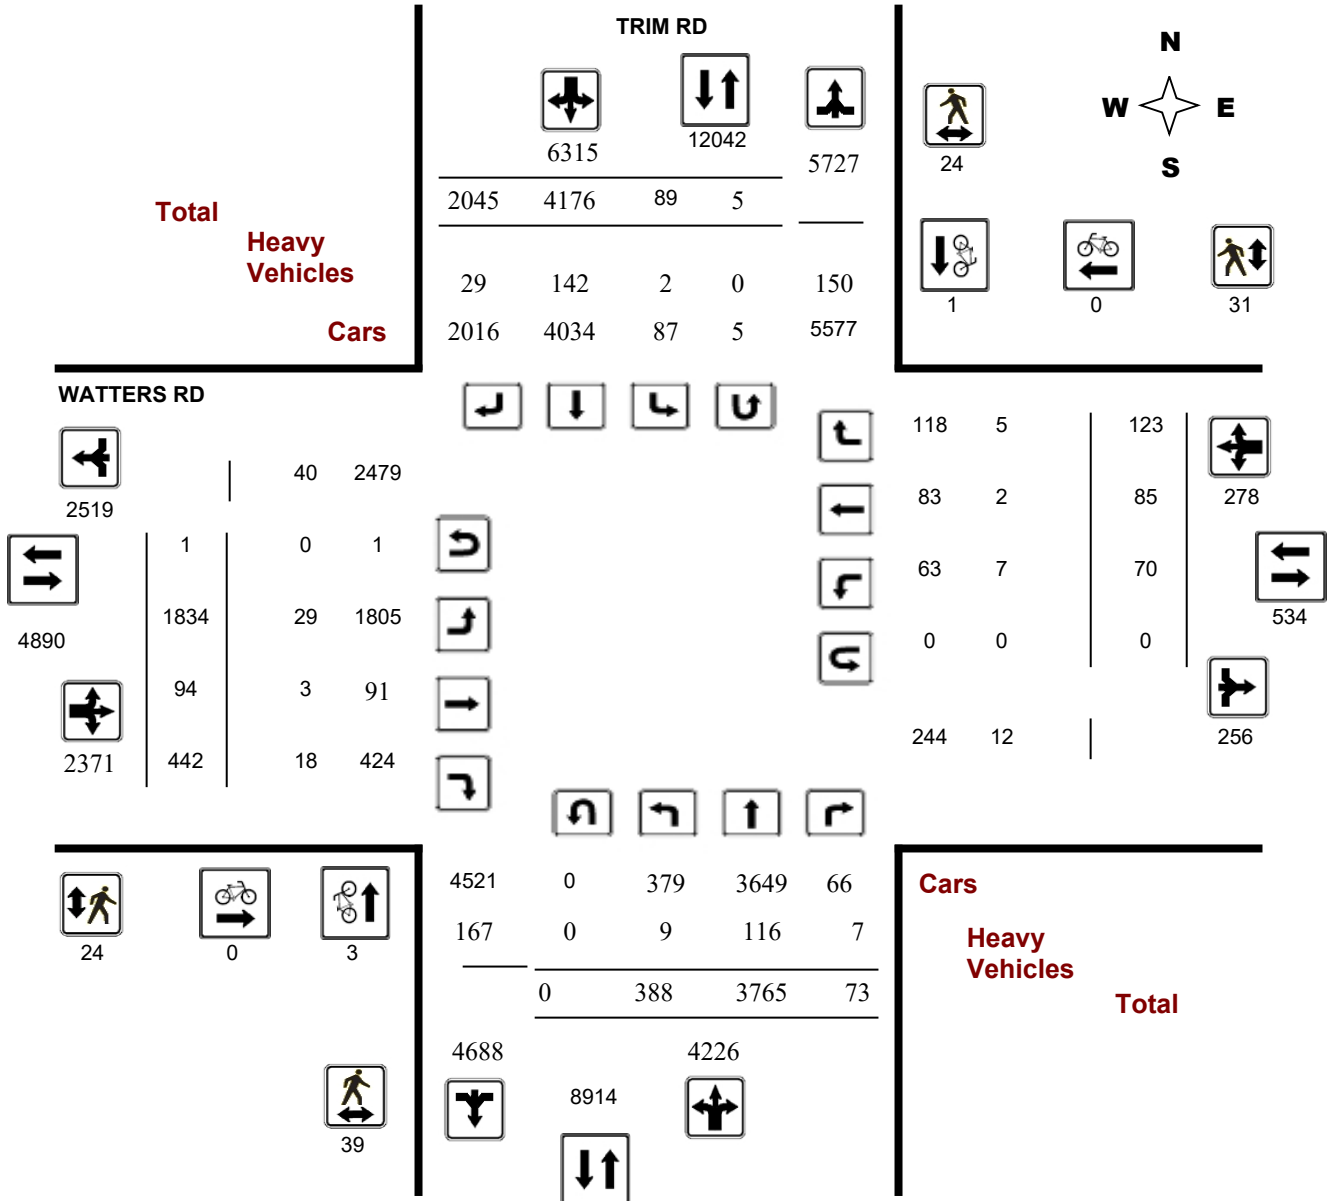 TRIM RD
N
W E
S
6315 12042 5727 24
2045 4176 89 5
Total
Heavy
Vehicles
29 142 2 0 150
1 0 31
Cars 2016 4034 87 5 5577
WATTERS RD
118 5 123
40 2479
2519
83 2 85 278
1 0 1
63 7 70
1834 29 1805 534
4890 0 0 0
94 3 91
2371 442 18 424
244 12 256
4521 0 379 3649 66 Cars
24 0 3
167 0 9 116 7 Heavy
Vehicles
0 388 3765 73 Total
4688 4226
8914
39